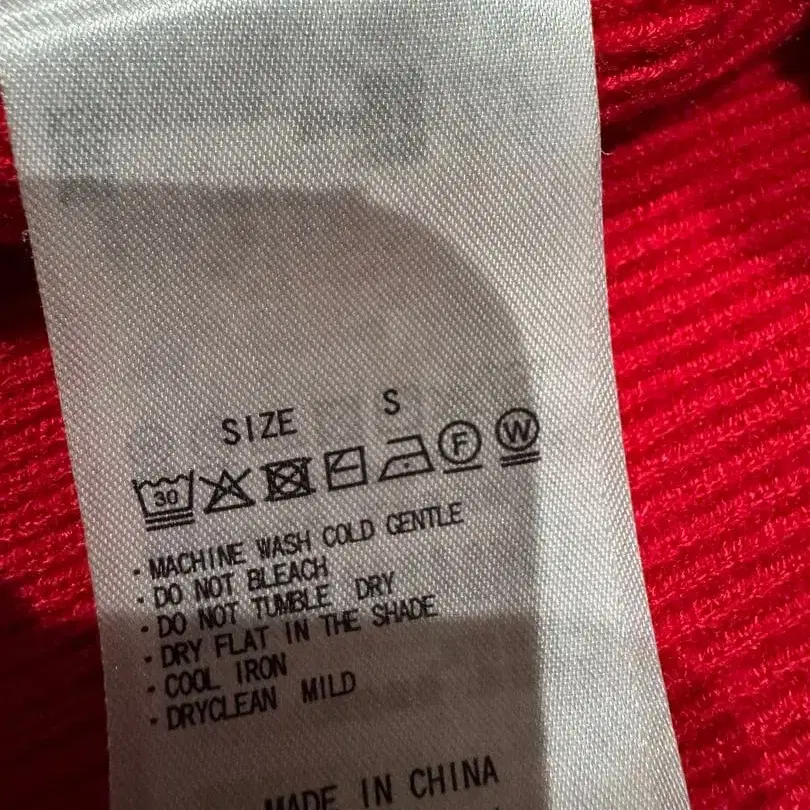 SIZE S
30 F W
· MACHINE WASH COLD GENTLE
· DO NOT BLEACH
· DO NOT TUMBLE DRY
· DRY FLAT IN THE SHADE
· COOL IRON
· DRYCLEAN MILD
MADE IN CHINA